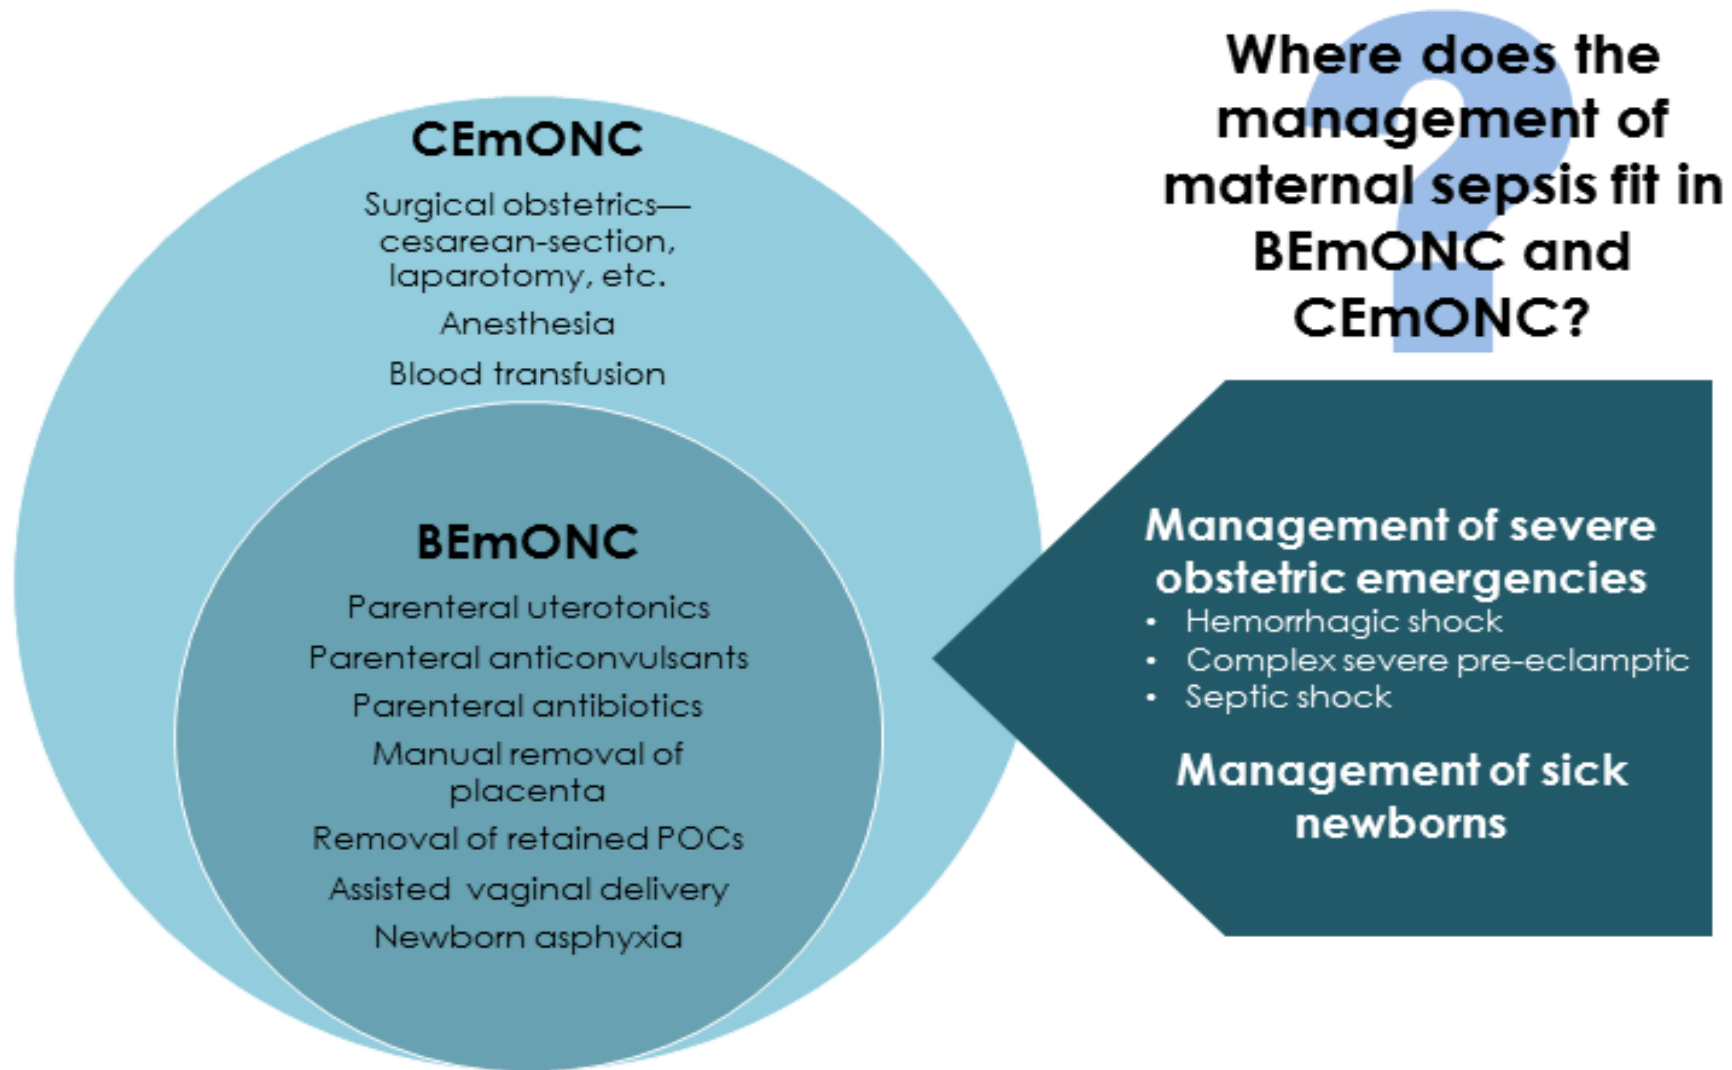 Where does the
management of
maternal sepsis fit in
BEmONC and
CEmONC?
CEmONC
Surgical obstetrics—
cesarean-section,
laparotomy, etc.
Anesthesia
Blood transfusion
BEmONC
Parenteral uterotonics
Parenteral anticonvulsants
Parenteral antibiotics
Manual removal of
placenta
Removal of retained POCs
Assisted vaginal delivery
Newborn asphyxia
Management of severe
obstetric emergencies
• Hemorrhagic shock
• Complex severe pre-eclamptic
• Septic shock
Management of sick
newborns